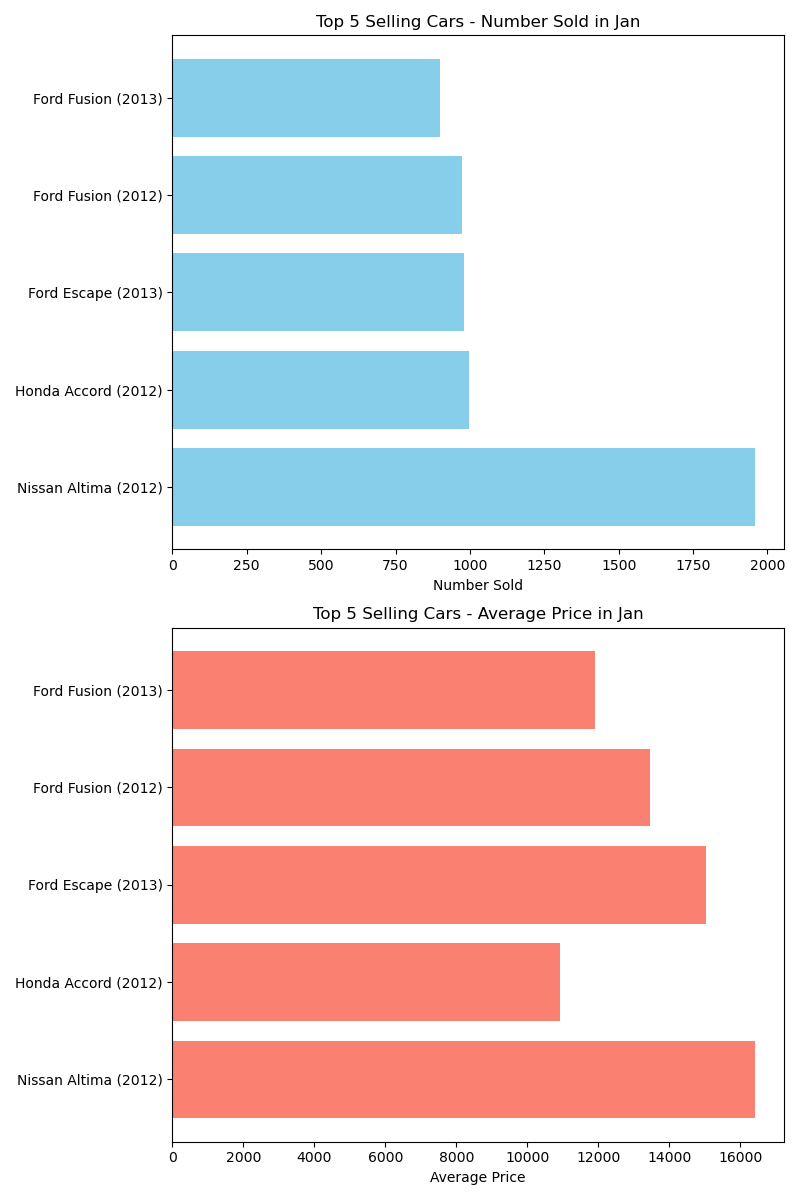 Top 5 Selling Cars - Number Sold in Jan
Ford Fusion (2013)
Ford Fusion (2012)
Ford Escape (2013)
Honda Accord (2012)
Nissan Altima (2012)
0 250 500 750 1000 1250 1500 1750 2000
Number Sold
Top 5 Selling Cars - Average Price in Jan
Ford Fusion (2013)
Ford Fusion (2012)
Ford Escape (2013)
Honda Accord (2012)
Nissan Altima (2012)
0 2000 4000 6000 8000 10000 12000 14000 16000
Average Price